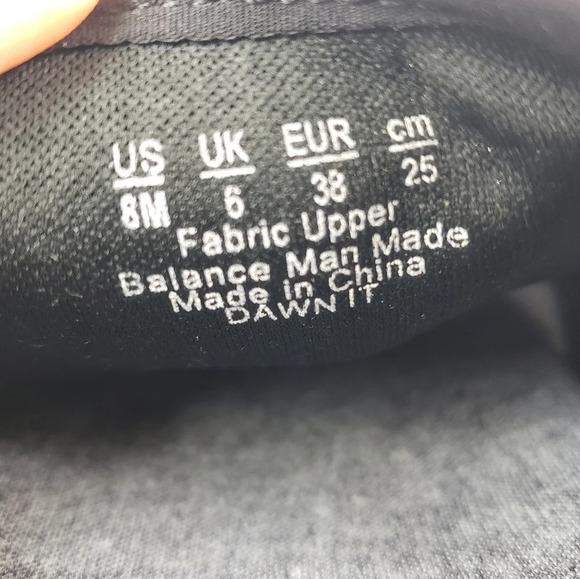 US UK EUR cm
8M 6 38 25
Fabric Upper
Balance Man Made
Made in China
DAWN IT